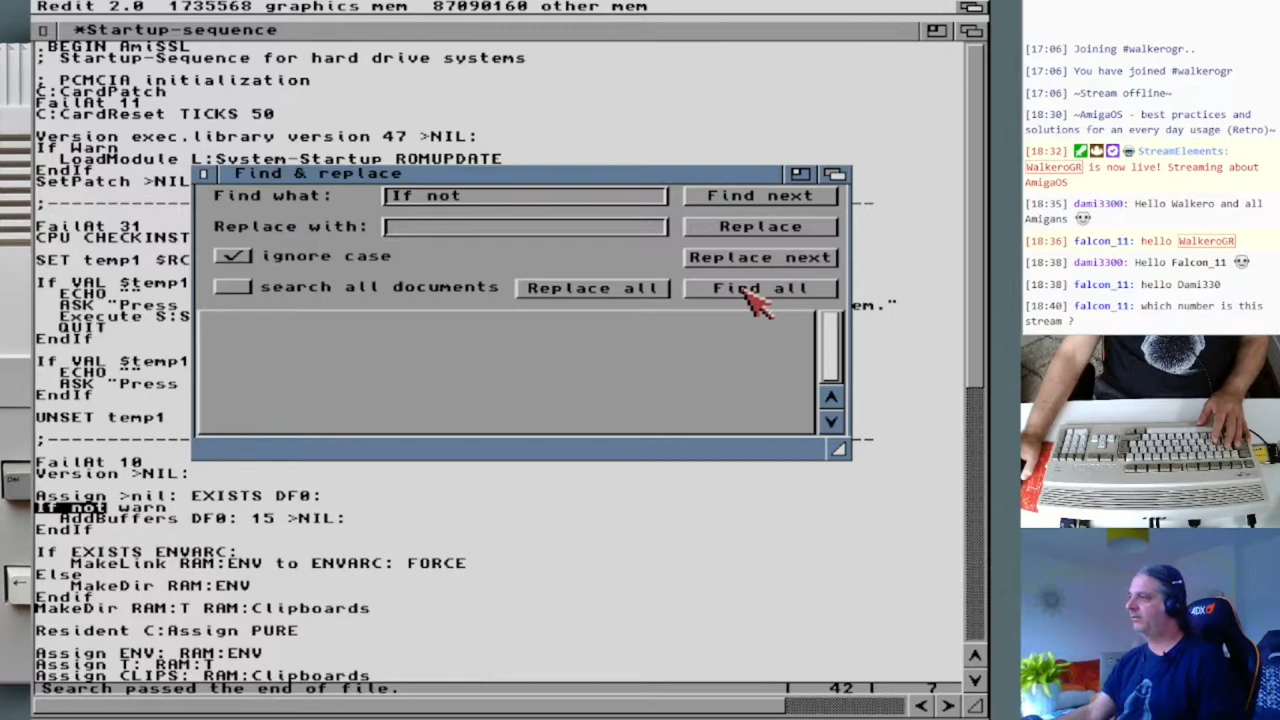 Redit 2.0 1735568 graphics mem 87090160 other mem
*Startup-sequence
;BEGIN AmiSSL
; Startup-Sequence for hard drive systems
; PCMCIA initialization
C:CardPatch
FailAt 11
C:CardReset TICKS 50
Version exec.library version 47 >NIL:
If Warn
LoadModule L:System-Startup ROMUPDATE
EndIf
SetPatch >NIL
Find & replace
Find what: If not Find next
Replace with: Replace
ignore case Replace next
search all documents Replace all Find all
;--------------
FailAt 31
CPU CHECKINST
SET temp1 $RC
If VAL $temp1
ECHO "
ASK "Press em."
Execute S:S
QUIT
EndIf
If VAL $temp1
ECHO ""
ASK "Press
EndIf
UNSET temp1
;--------------
FailAt 10
Version >NIL:
Assign >nil: EXISTS DF0:
If not warn
AddBuffers DF0: 15 >NIL:
EndIf
If EXISTS ENVARC:
MakeLink RAM:ENV to ENVARC: FORCE
Else
MakeDir RAM:ENV
Endif
MakeDir RAM:T RAM:Clipboards
Resident C:Assign PURE
Assign ENV: RAM:ENV
Assign T: RAM:T
Assign CLIPS: RAM:Clipboards
Search passed the end of file. 42 7
[17:06] Joining #walkerogr..
[17:06] You have joined #walkerogr
[17:06] ~Stream offline~
[18:30] ~AmigaOS - best practices and
solutions for an every day usage (Retro)~
[18:32] StreamElements:
WalkeroGR is now live! Streaming about
AmigaOS
[18:35] dami3300: Hello Walkero and all
Amigans
[18:36] falcon_11: hello WalkeroGR
[18:38] dami3300: Hello Falcon_11
[18:38] falcon_11: hello Dami330
[18:40] falcon_11: which number is this
stream ?
Del
ADX